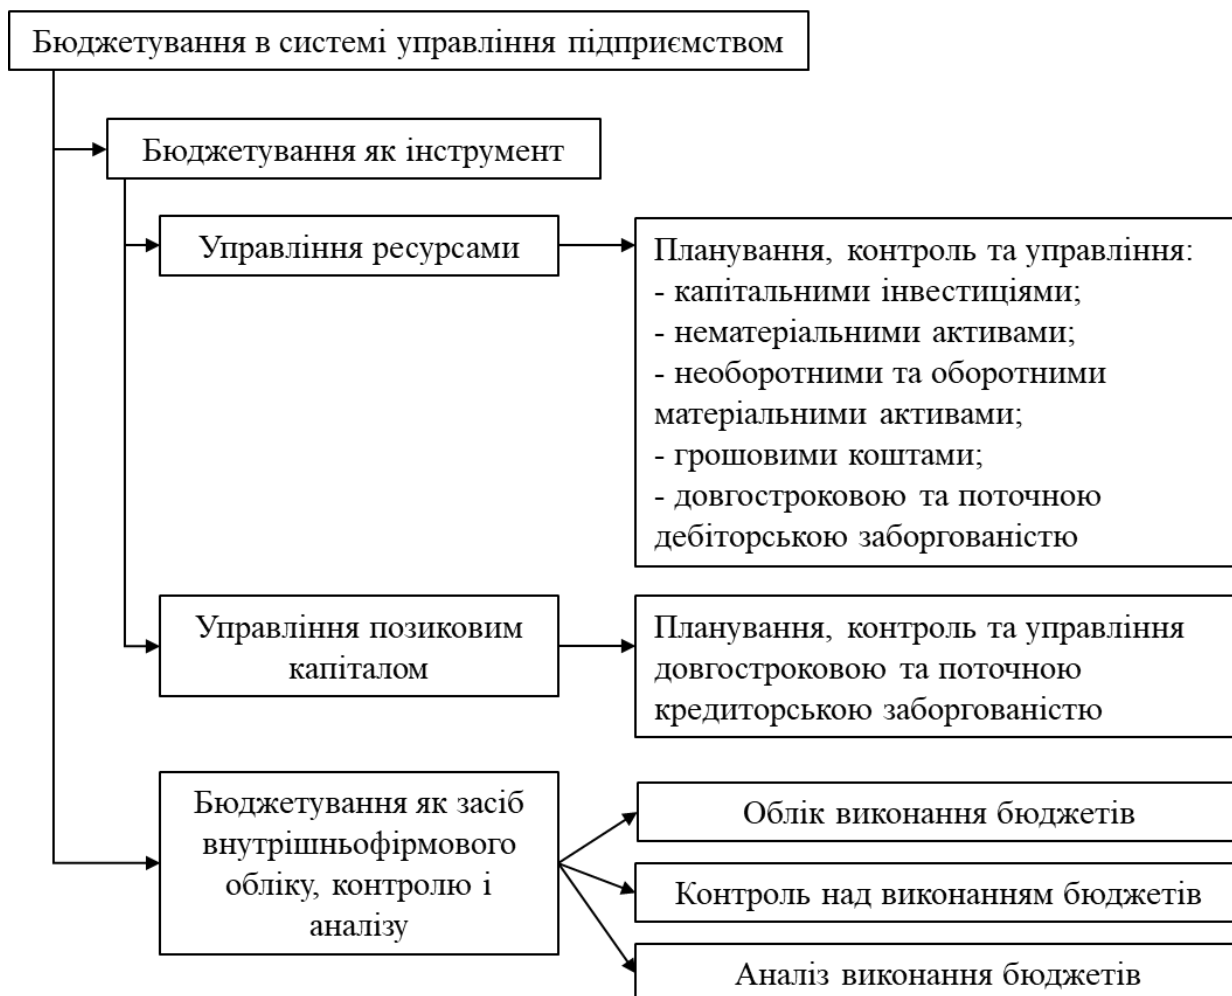 Бюджетування в системі управління підприємством
Бюджетування як інструмент
Управління ресурсами
Планування, контроль та управління:
- капітальними інвестиціями;
- нематеріальними активами;
- необоротними та оборотними
матеріальними активами;
- грошовими коштами;
- довгостроковою та поточною
дебіторською заборгованістю
Управління позиковим
капіталом
Планування, контроль та управління
довгостроковою та поточною
кредиторською заборгованістю
Бюджетування як засіб
внутрішньофірмового
обліку, контролю і
аналізу
Облік виконання бюджетів
Контроль над виконанням бюджетів
Аналіз виконання бюджетів